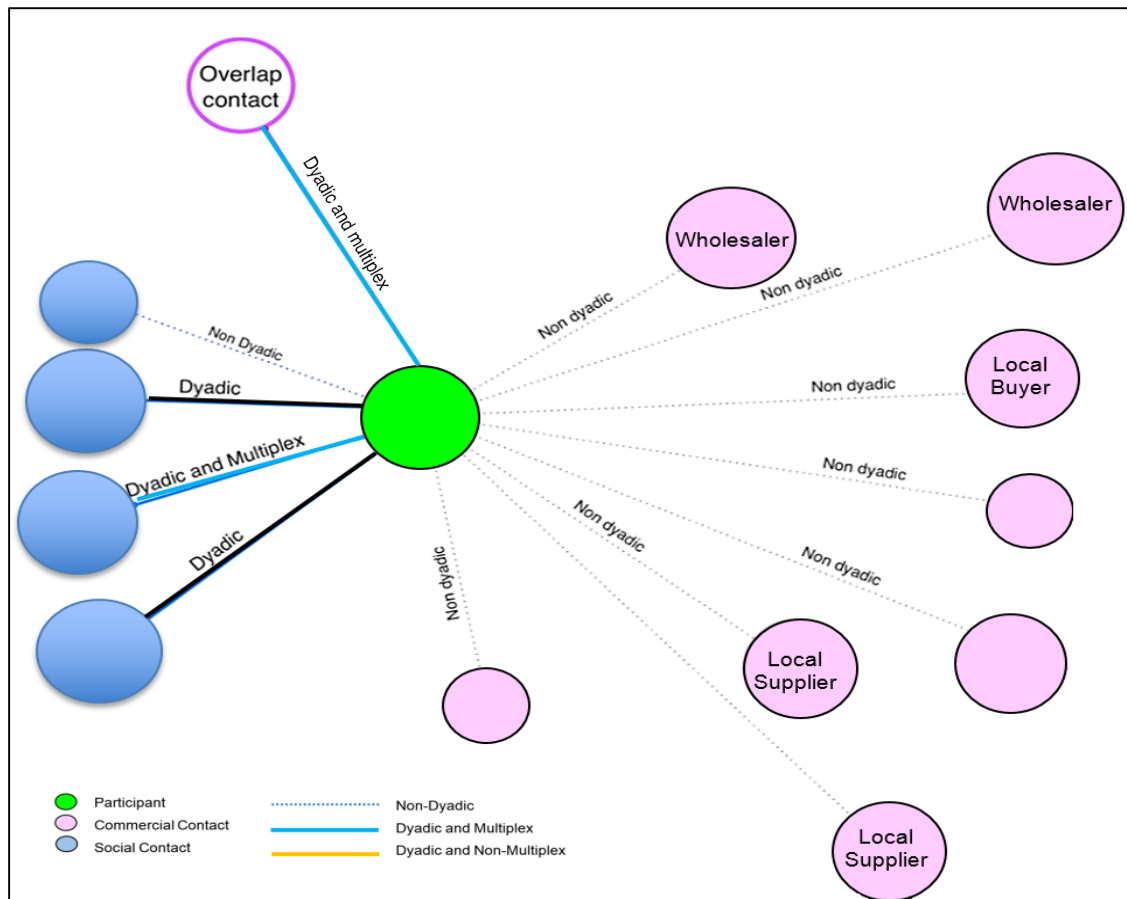 Overlap
contact
Dyadic and multiplex
Wholesaler
Wholesaler
Non dyadic
Non dyadic
Non Dyadic
Dyadic
Local
Buyer
Non dyadic
Dyadic and Multiplex
Non dyadic
Dyadic
Non dyadic
Non dyadic
Non dyadic
Local
Supplier
Local
Supplier
Participant
Commercial Contact
Social Contact
Non-Dyadic
Dyadic and Multiplex
Dyadic and Non-Multiplex